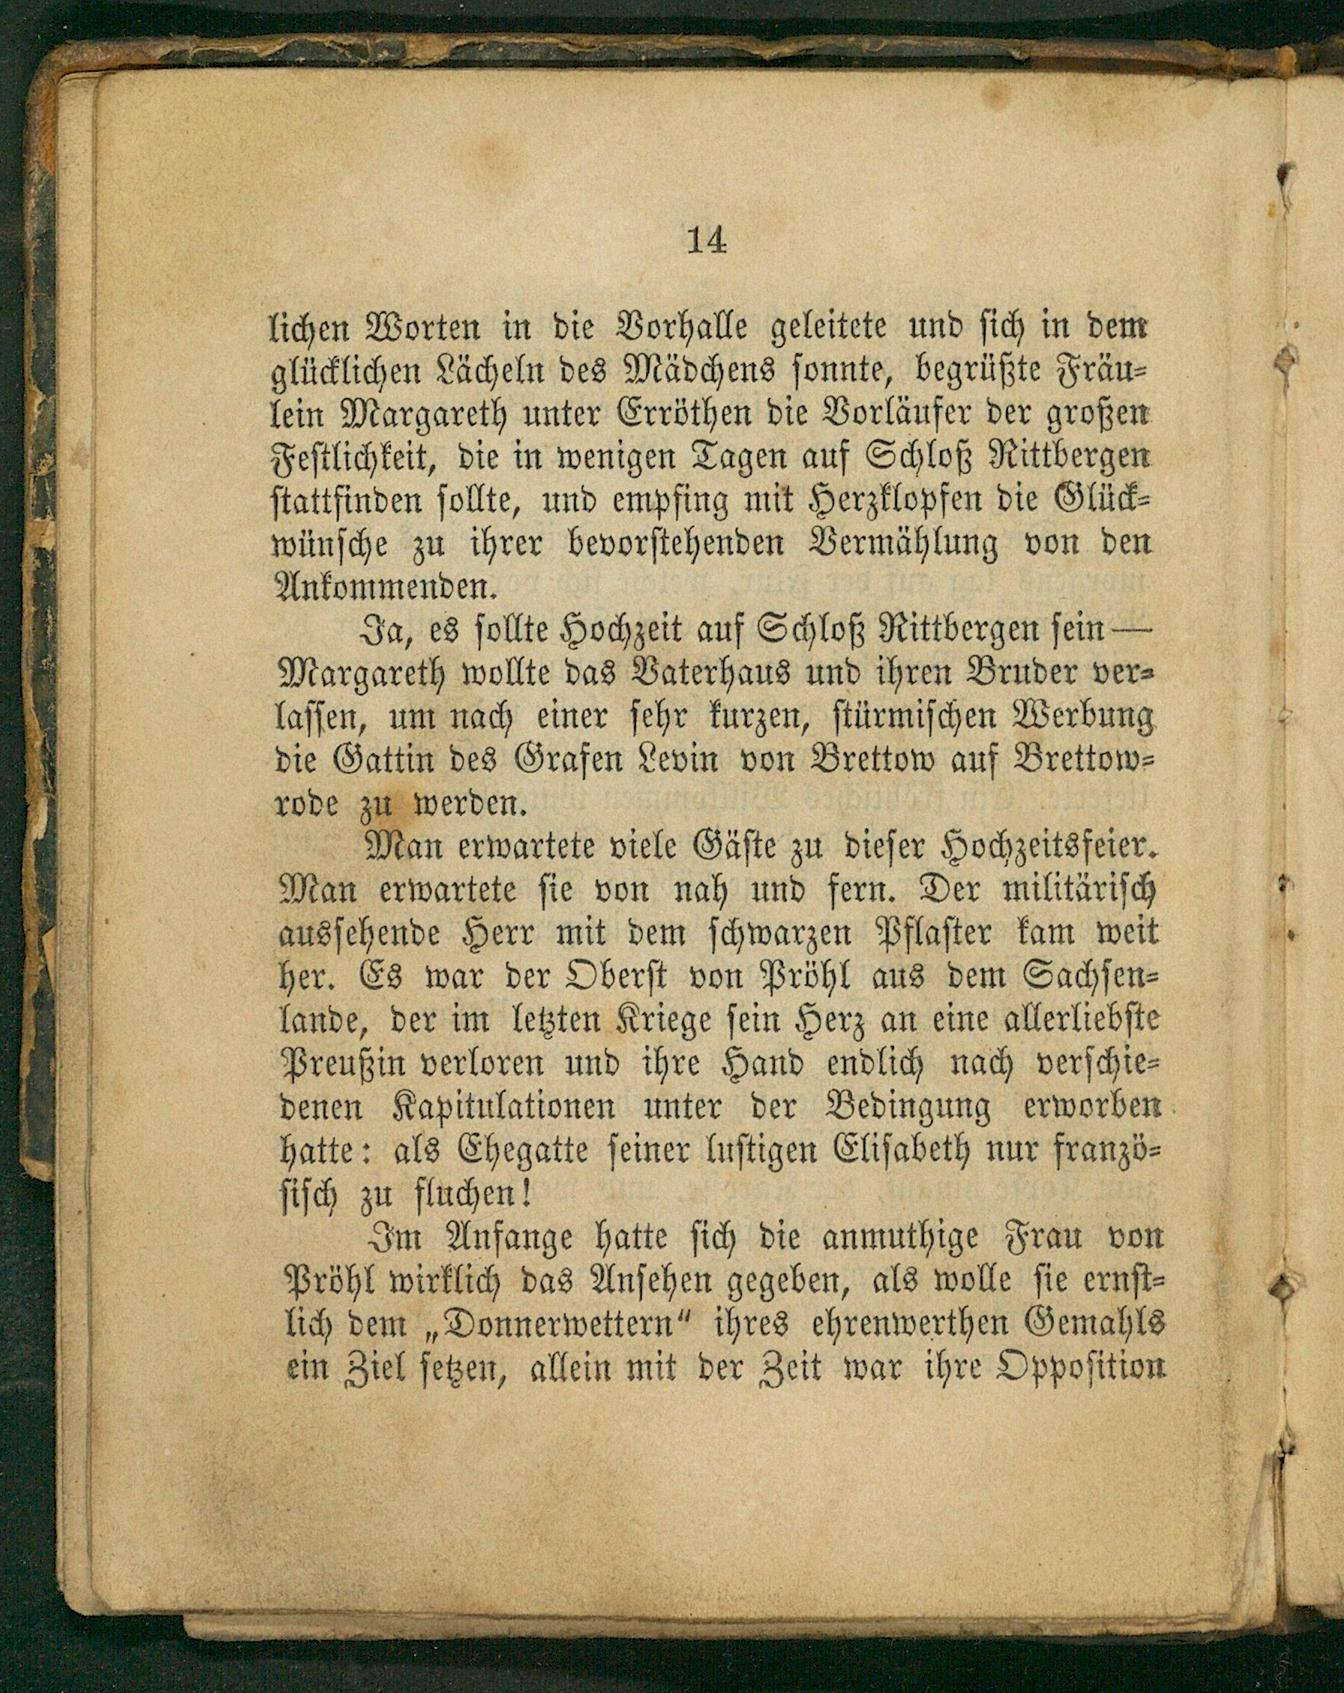 14
lichen Worten in die Vorhalle geleitete und sich in dem
glücklichen Lächeln des Mädchens sonnte, begrüßte Fräu-
lein Margareth unter Erröthen die Vorläufer der großen
Festlichkeit, die in wenigen Tagen auf Schloß Rittbergen
stattfinden sollte, und empfing mit Herzklopfen die Glück-
wünsche zu ihrer bevorstehenden Vermählung von den
Ankommenden.
Ja, es sollte Hochzeit auf Schloß Rittbergen sein —
Margareth wollte das Vaterhaus und ihren Bruder ver-
lassen, um nach einer sehr kurzen, stürmischen Werbung
die Gattin des Grafen Levin von Brettow auf Brettow-
rode zu werden.
Man erwartete viele Gäste zu dieser Hochzeitsfeier.
Man erwartete sie von nah und fern. Der militärisch
aussehende Herr mit dem schwarzen Pflaster kam weit
her. Es war der Oberst von Pröhl aus dem Sachsen-
lande, der im letzten Kriege sein Herz an eine allerliebste
Preußin verloren und ihre Hand endlich nach verschie-
denen Kapitulationen unter der Bedingung erworben
hatte: als Ehegatte seiner lustigen Elisabeth nur franzö-
sisch zu fluchen!
Im Anfange hatte sich die anmuthige Frau von
Pröhl wirklich das Ansehen gegeben, als wolle sie ernst-
lich dem „Donnerwettern“ ihres ehrenwerthen Gemahls
ein Ziel setzen, allein mit der Zeit war ihre Opposition